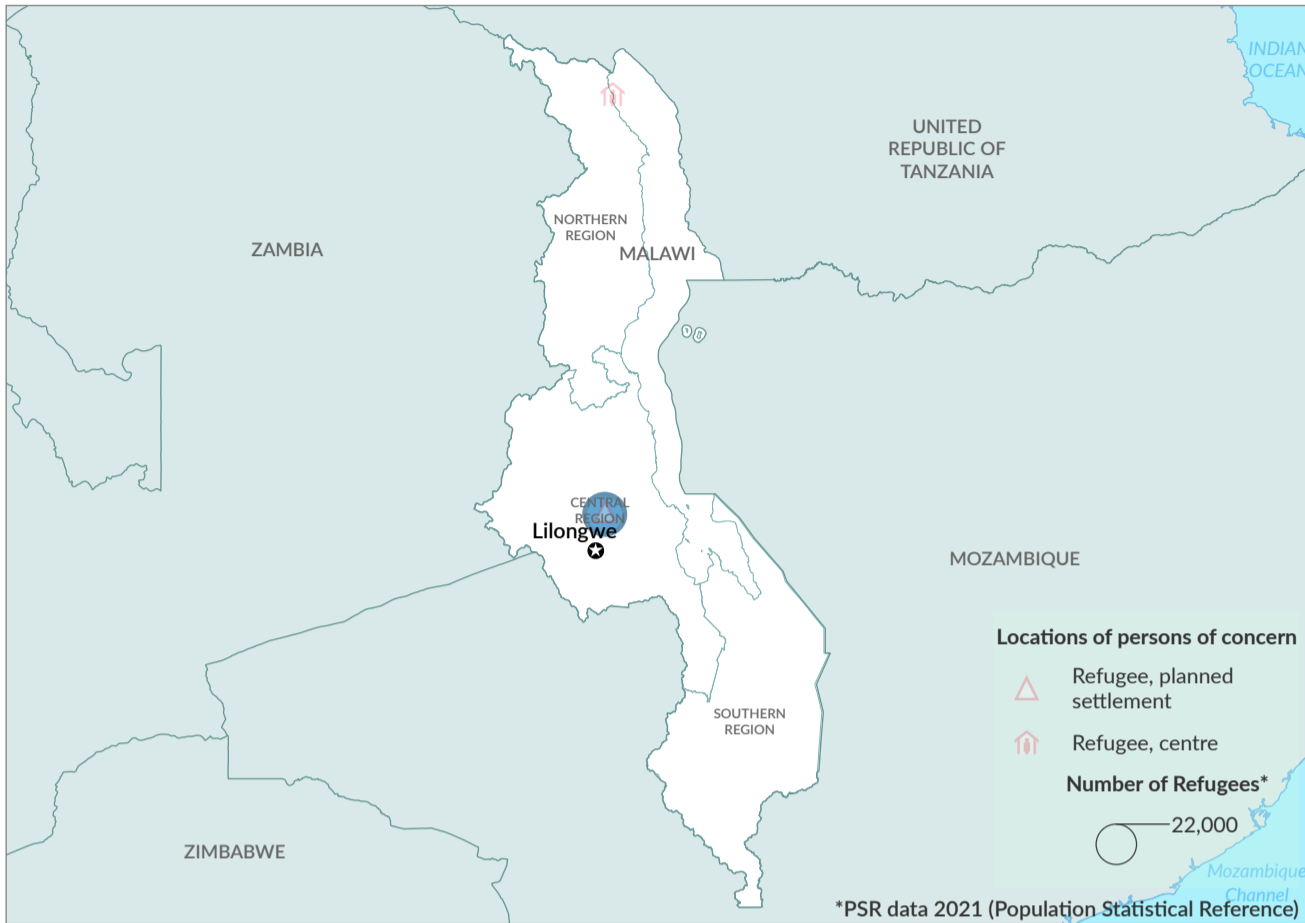 INDIAN
OCEAN
UNITED
REPUBLIC OF
TANZANIA
NORTHERN
REGION
ZAMBIA
MALAWI
CENTRAL
REGION
Lilongwe
MOZAMBIQUE
Locations of persons of concern
Refugee, planned
settlement
Refugee, centre
Number of Refugees*
22,000
SOUTHERN
REGION
ZIMBABWE
Mozambique
Channel
*PSR data 2021 (Population Statistical Reference)